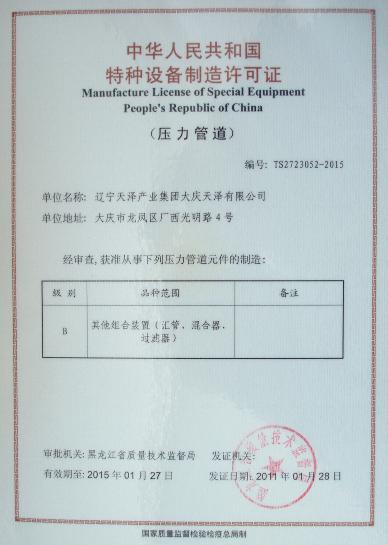 中华人民共和国
特种设备制造许可证
Manufacture License of Special Equipment
People's Republic of China
（压力管道）
编号: TS2723052-2015
单位名称: 辽宁天泽产业集团大庆天泽有限公司
单位地址: 大庆市龙凤区厂西光明路 4 号
经审查, 获准从事下列压力管道元件的制造:
级 别 品种范围 备注
B 其他组合装置（汇管、混合器、
过滤器）
审批机关: 黑龙江省质量技术监督局 发证机关:
有效期至: 2015 年 01 月 27 日 发证日期: 2011 年 01 月 28 日
国家质量监督检验检疫总局制